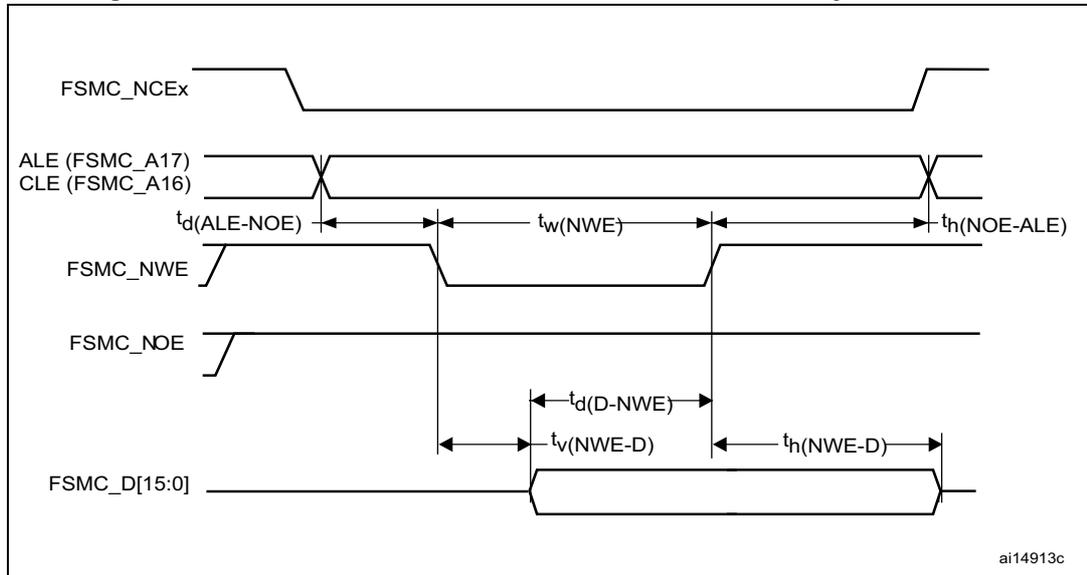 FSMC_NCEx
ALE (FSMC_A17)
CLE (FSMC_A16)
td(ALE-NOE)
tw(NWE)
th(NOE-ALE)
FSMC_NWE
FSMC_NOE
td(D-NWE)
tv(NWE-D)
th(NWE-D)
FSMC_D[15:0]
ai14913c